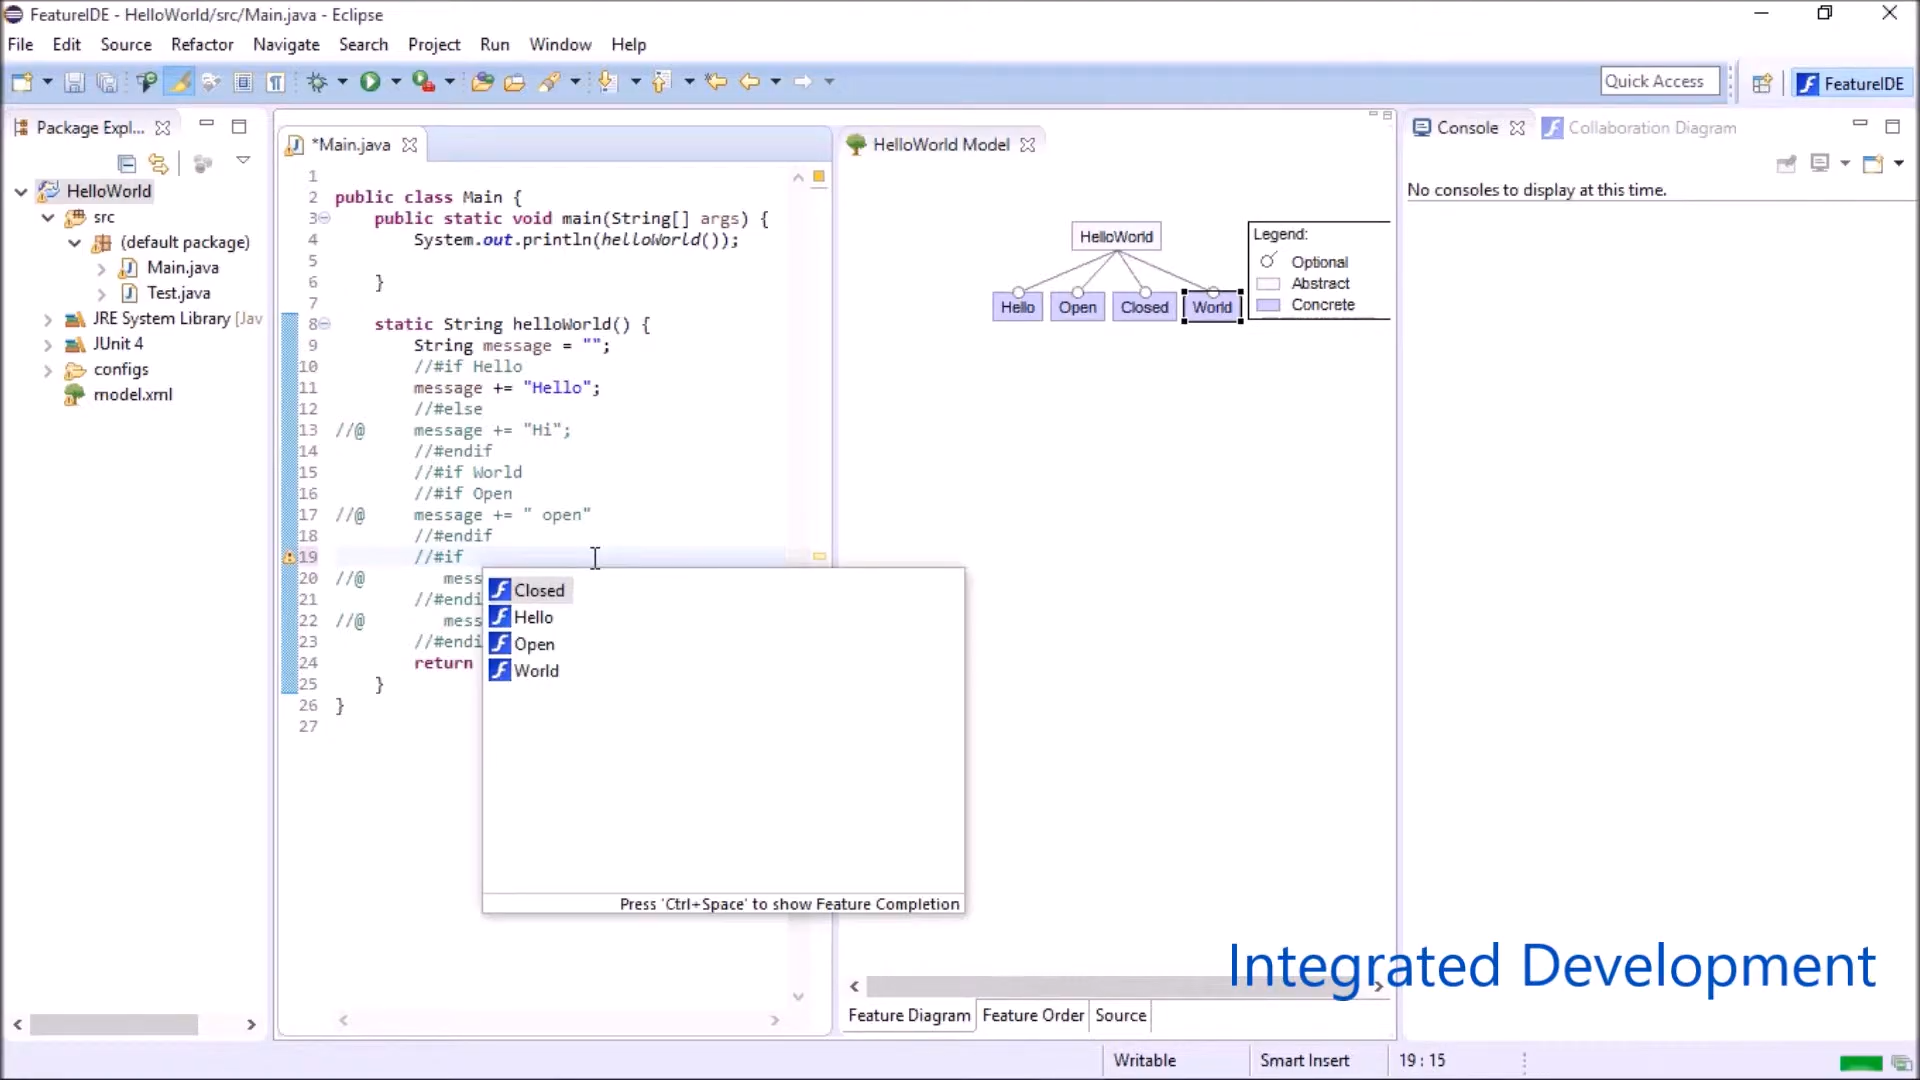 FeatureIDE - HelloWorld/src/Main.java - Eclipse
File Edit Source Refactor Navigate Search Project Run Window Help
Quick Access
FeatureIDE
Package Expl...
HelloWorld
src
(default package)
Main.java
Test.java
JRE System Library [Jav
JUnit 4
configs
model.xml
*Main.java
1
2 public class Main {
3 public static void main(String[] args) {
4 System.out.println(helloWorld());
5
6 }
7
8 static String helloWorld() {
9 String message = "";
10 //#if Hello
11 message += "Hello";
12 //#else
13 //@ message += "Hi";
14 //#endif
15 //#if World
16 //#if Open
17 //@ message += " open"
18 //#endif
19 //#if
20 //@ mess
21 //#endi
22 //@ mess
23 //#endi
24 return
25 }
26 }
27
Closed
Hello
Open
World
Press 'Ctrl+Space' to show Feature Completion
HelloWorld Model
HelloWorld
Hello Open Closed World
Legend:
Optional
Abstract
Concrete
Feature Diagram Feature Order Source
Console Collaboration Diagram
No consoles to display at this time.
Integrated Development
Writable Smart Insert 19 : 15